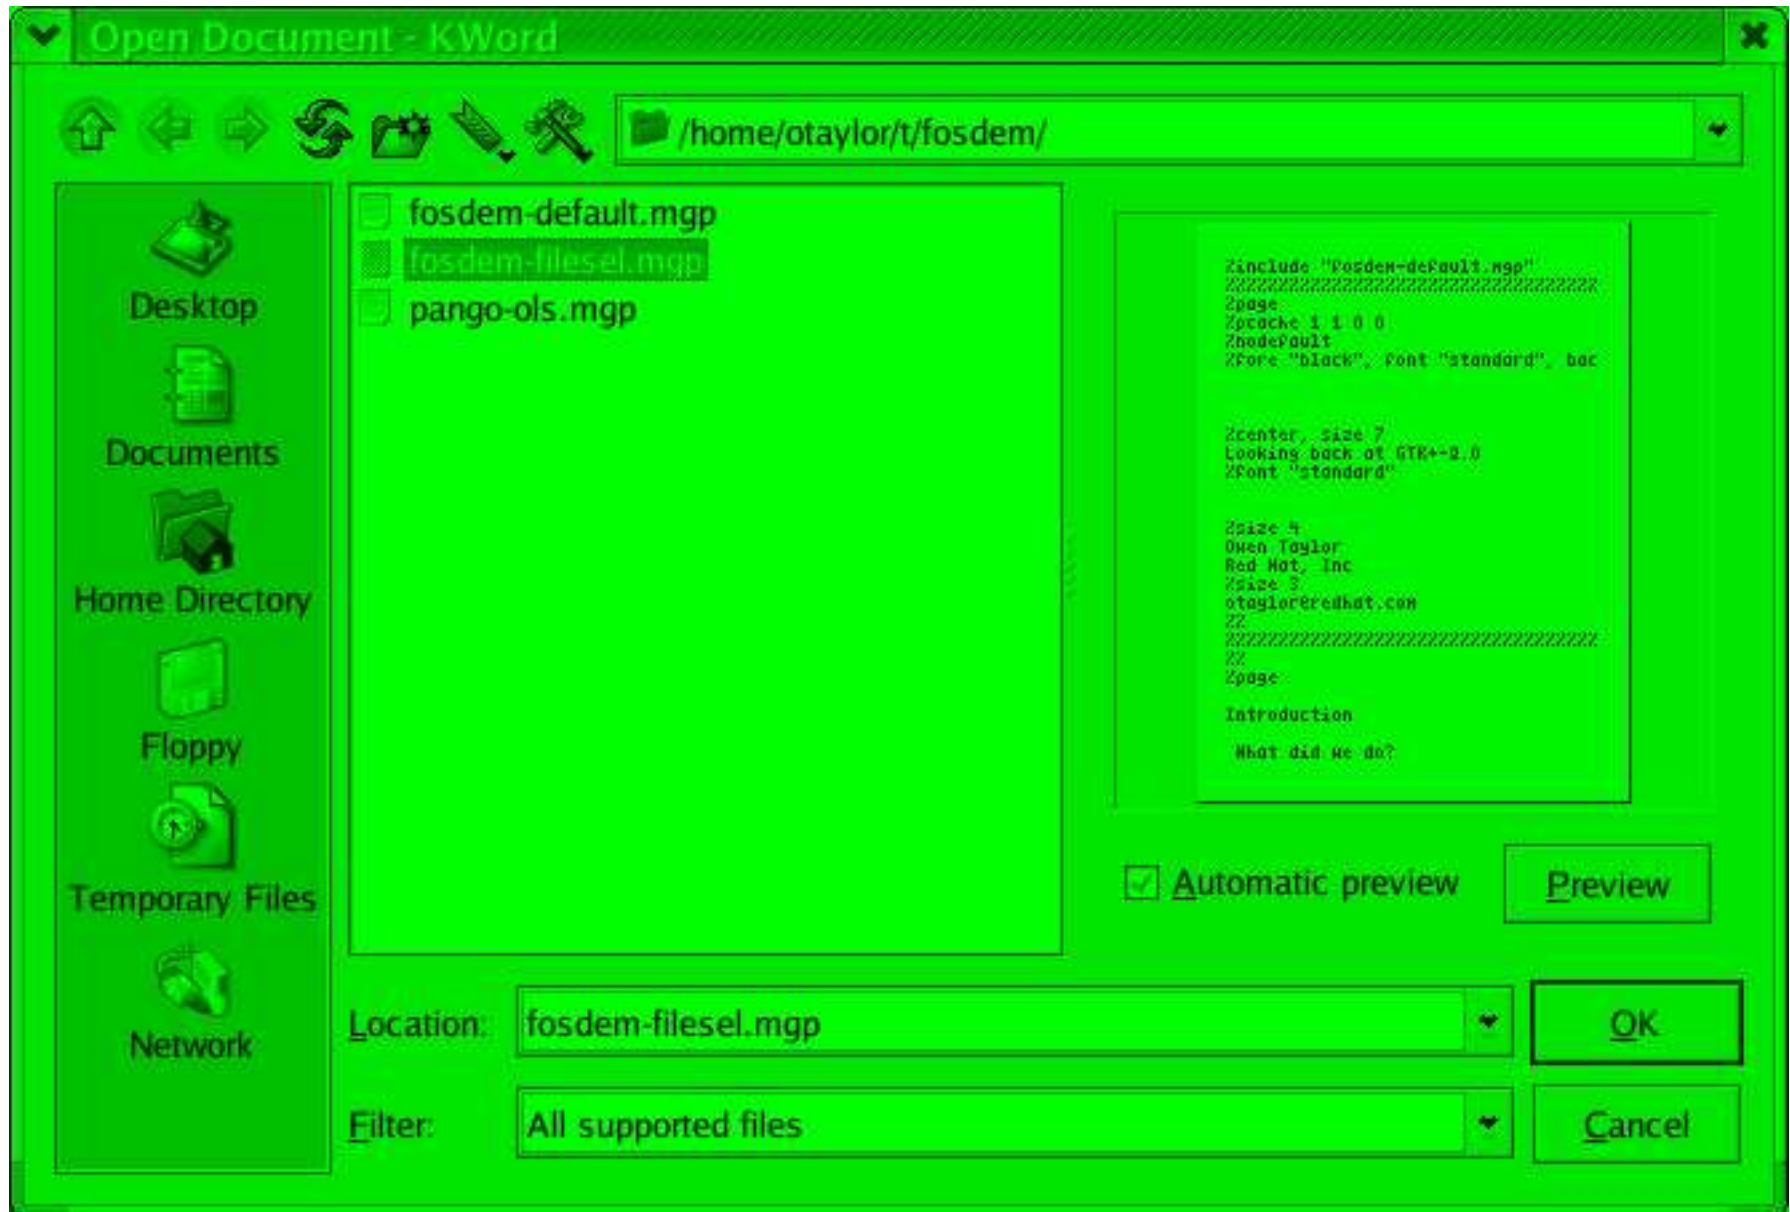 Open Document - KWord
/home/otaylor/t/fosdem/
Desktop
Documents
Home Directory
Floppy
Temporary Files
Network
fosdem-default.mgp
fosdem-filesel.mgp
pango-ols.mgp
%include "fosdem-default.mgp"
%%%%%%%%%%%%%%%%%%%%%%%%%%%%%%%%%%%
%page
%pcache 1 1 0 0
%nodefault
%fore "black", font "standard", bac
%center, size 7
Looking back at GTK+-2.0
%font "standard"
%size 4
Owen Taylor
Red Hat, Inc
%size 3
otaylor@redhat.com
%%
%%%%%%%%%%%%%%%%%%%%%%%%%%%%%%%%%%%
%%
%page
Introduction
What did we do?
Automatic preview
Preview
Location: fosdem-filesel.mgp
OK
Filter: All supported files
Cancel